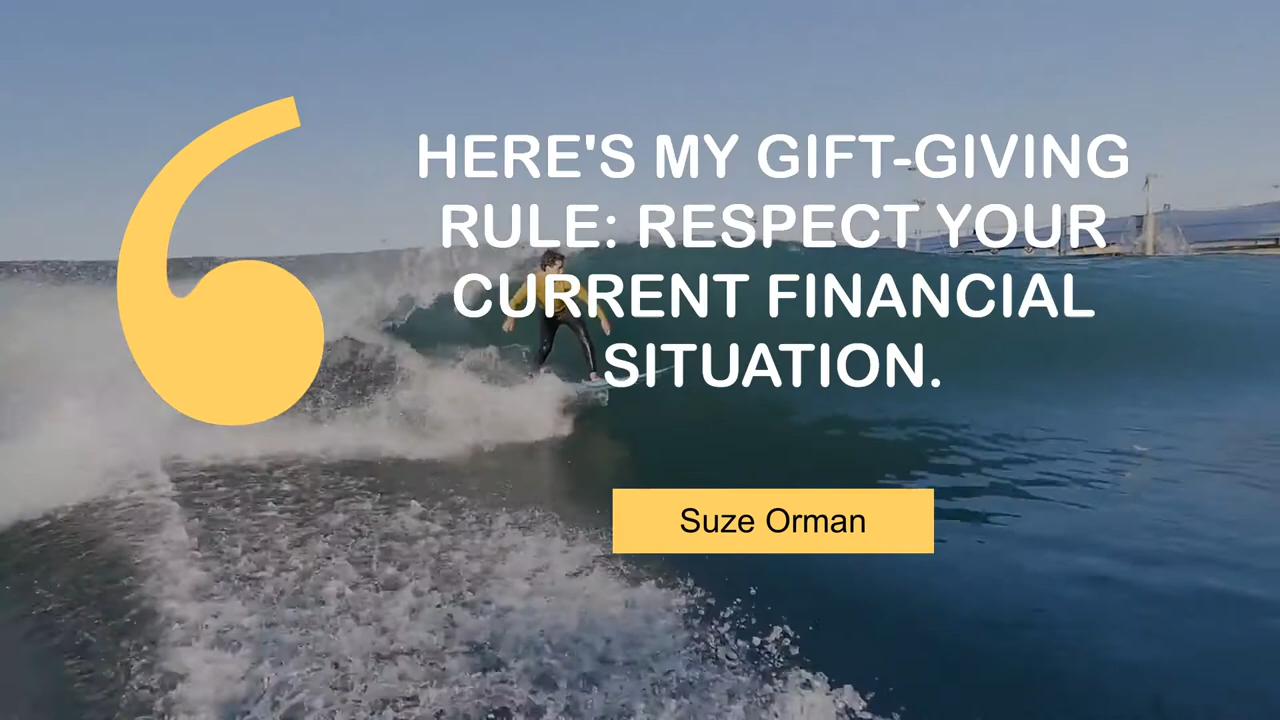 HERE'S MY GIFT-GIVING
RULE: RESPECT YOUR
CURRENT FINANCIAL
SITUATION.
Suze Orman